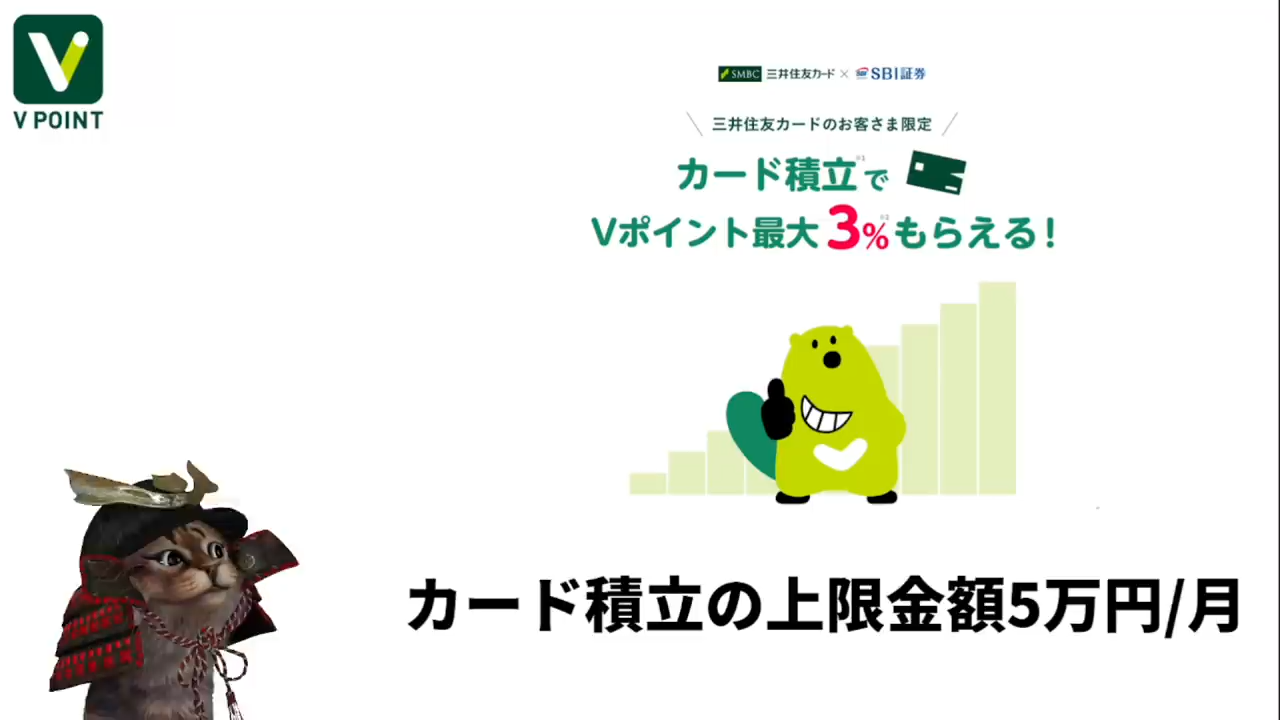 V POINT
SMBC 三井住友カード × SBI証券
三井住友カードのお客さま限定
カード積立※1で
Vポイント最大3%※2もらえる!
カード積立の上限金額5万円/月